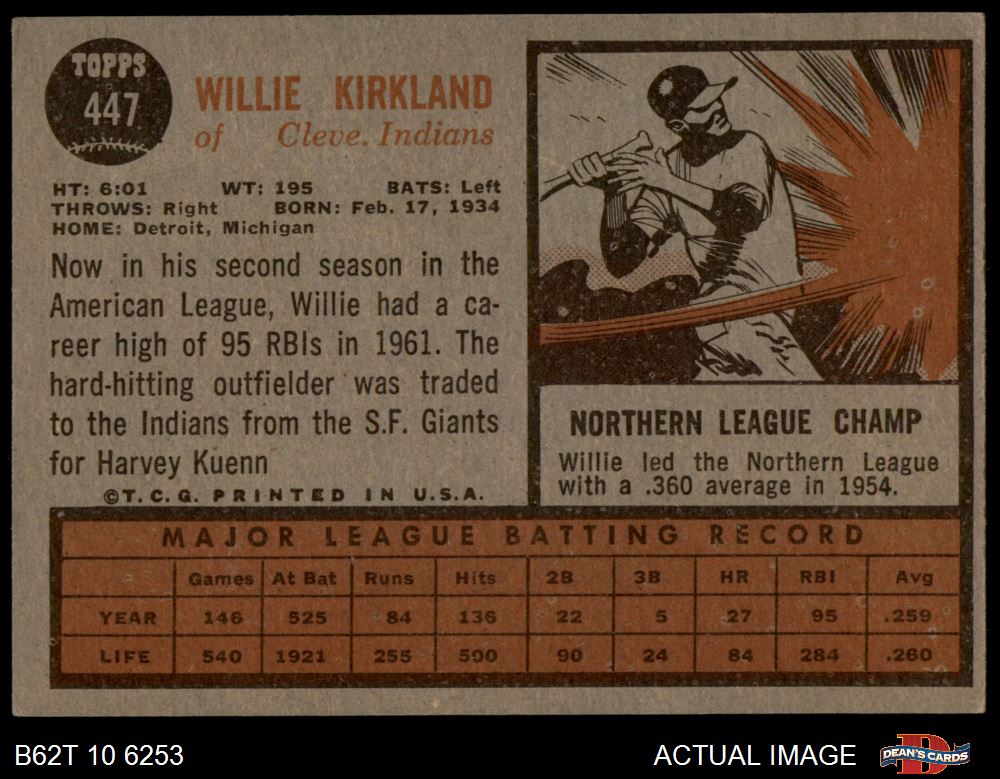 TOPPS
447
WILLIE KIRKLAND
of Cleve. Indians
HT: 6:01 WT: 195 BATS: Left
THROWS: Right BORN: Feb. 17, 1934
HOME: Detroit, Michigan
Now in his second season in the
American League, Willie had a ca-
reer high of 95 RBIs in 1961. The
hard-hitting outfielder was traded
to the Indians from the S.F. Giants
for Harvey Kuenn
©T.C.G. PRINTED IN U.S.A.
NORTHERN LEAGUE CHAMP
Willie led the Northern League
with a .360 average in 1954.
MAJOR LEAGUE BATTING RECORD
Games At Bat Runs Hits 2B 3B HR RBI Avg
YEAR 146 525 84 136 22 5 27 95 .259
LIFE 540 1921 255 500 90 24 84 284 .260
B62T 10 6253 ACTUAL IMAGE DEAN'S CARDS